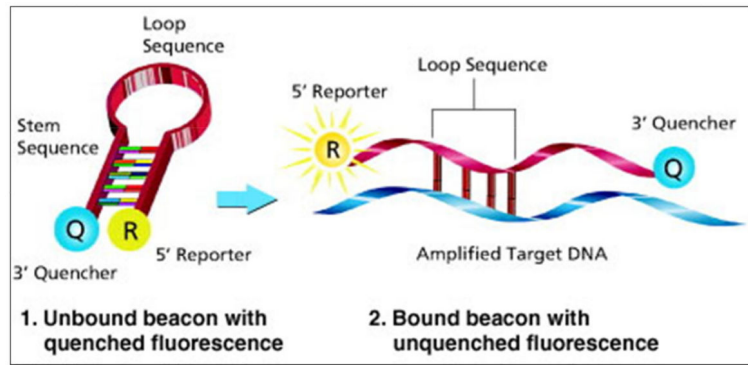 Loop
Sequence
Stem
Sequence
Q
R
3' Quencher
5' Reporter
Loop Sequence
5' Reporter
R
3' Quencher
Q
Amplified Target DNA
1. Unbound beacon with
quenched fluorescence
2. Bound beacon with
unquenched fluorescence